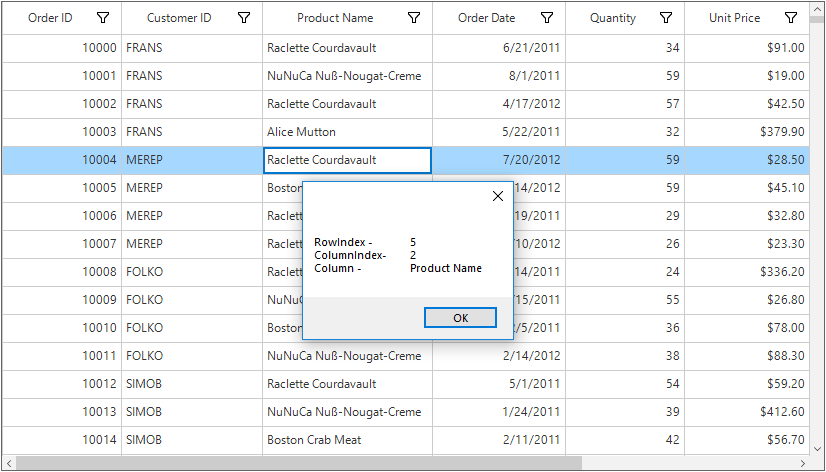 Order ID Customer ID Product Name Order Date Quantity Unit Price
10000 FRANS Raclette Courdavault 6/21/2011 34 $91.00
10001 FRANS NuNuCa Nuß-Nougat-Creme 8/1/2011 59 $19.00
10002 FRANS Raclette Courdavault 4/17/2012 57 $42.50
10003 FRANS Alice Mutton 5/22/2011 32 $379.90
10004 MEREP Raclette Courdavault 7/20/2012 59 $28.50
10005 MEREP Boston 14/2012 59 $45.10
10006 MEREP 19/2011 29 $32.80
10007 MEREP 10/2012 26 $23.30
10008 FOLKO 14/2011 24 $336.20
10009 FOLKO 15/2011 55 $26.80
10010 FOLKO Boston /5/2011 36 $78.00
10011 FOLKO NuNuCa Nuß-Nougat-Creme 2/14/2012 38 $88.30
10012 SIMOB Raclette Courdavault 5/1/2011 54 $59.20
10013 SIMOB NuNuCa Nuß-Nougat-Creme 1/24/2011 39 $412.60
10014 SIMOB Boston Crab Meat 2/11/2011 42 $56.70
RowIndex - 5
ColumnIndex- 2
Column - Product Name
OK